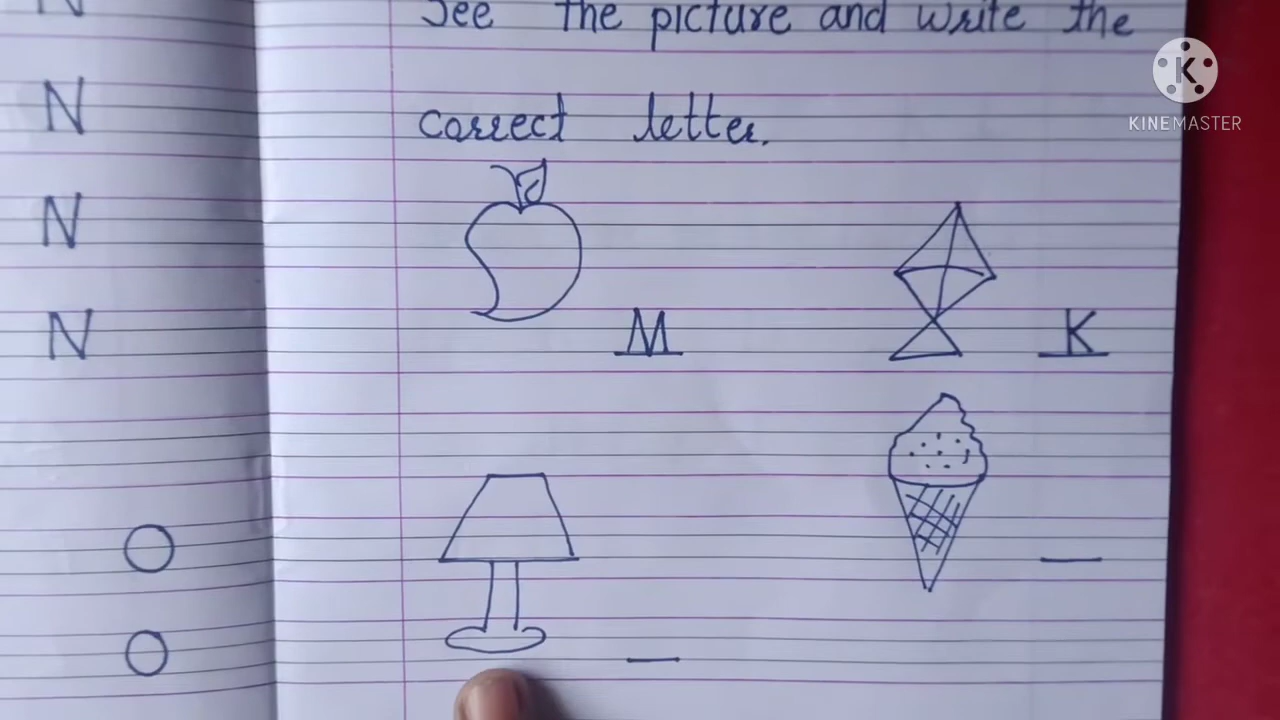 N
See the picture and write the
N
correct letter.
N
M
K
N
O
O
K
KINEMASTER